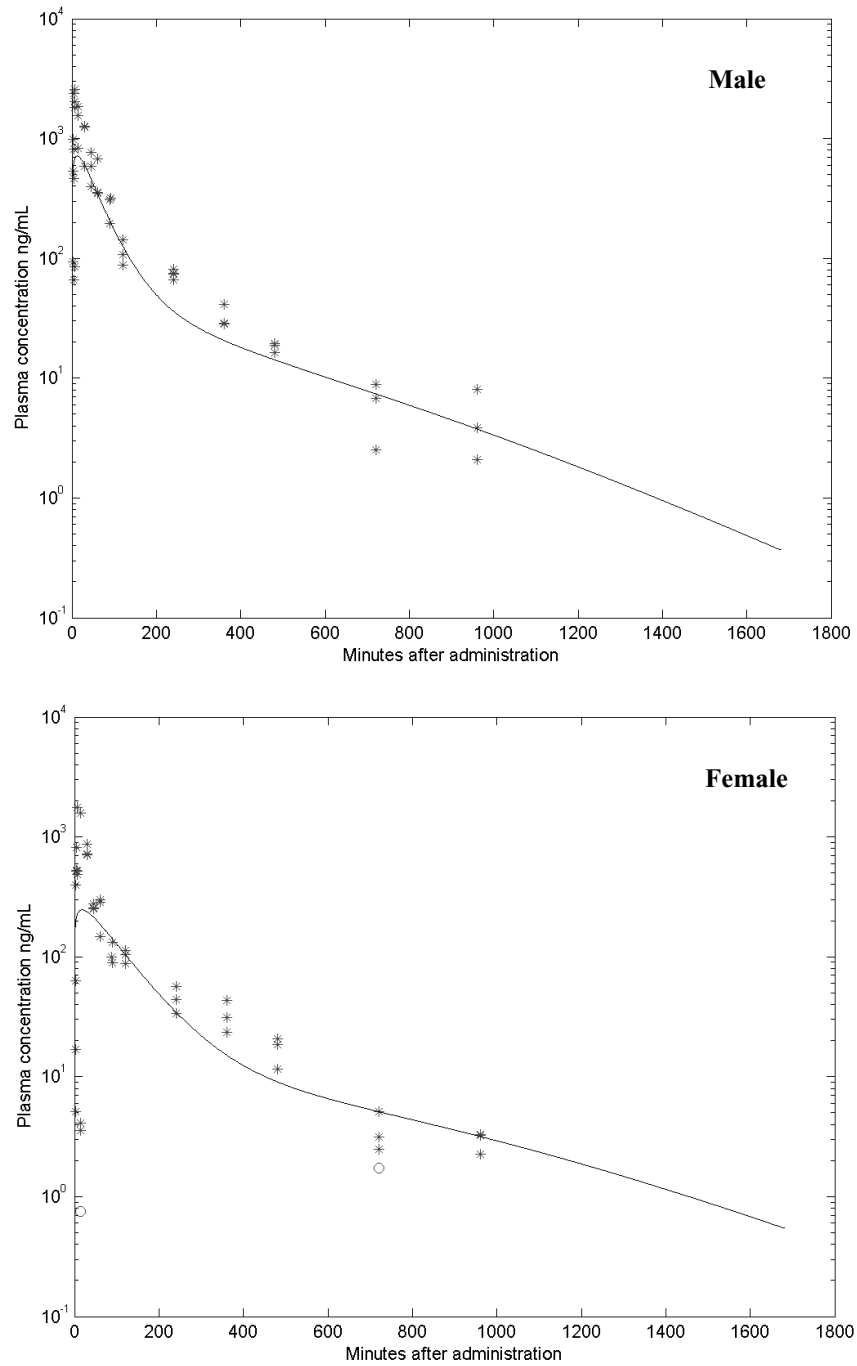 10^4
Male
10^3
10^2
10^1
10^0
10^-1
Plasma concentration ng/mL
0 200 400 600 800 1000 1200 1400 1600 1800
Minutes after administration
10^4
Female
10^3
10^2
10^1
10^0
10^-1
Plasma concentration ng/mL
0 200 400 600 800 1000 1200 1400 1600 1800
Minutes after administration